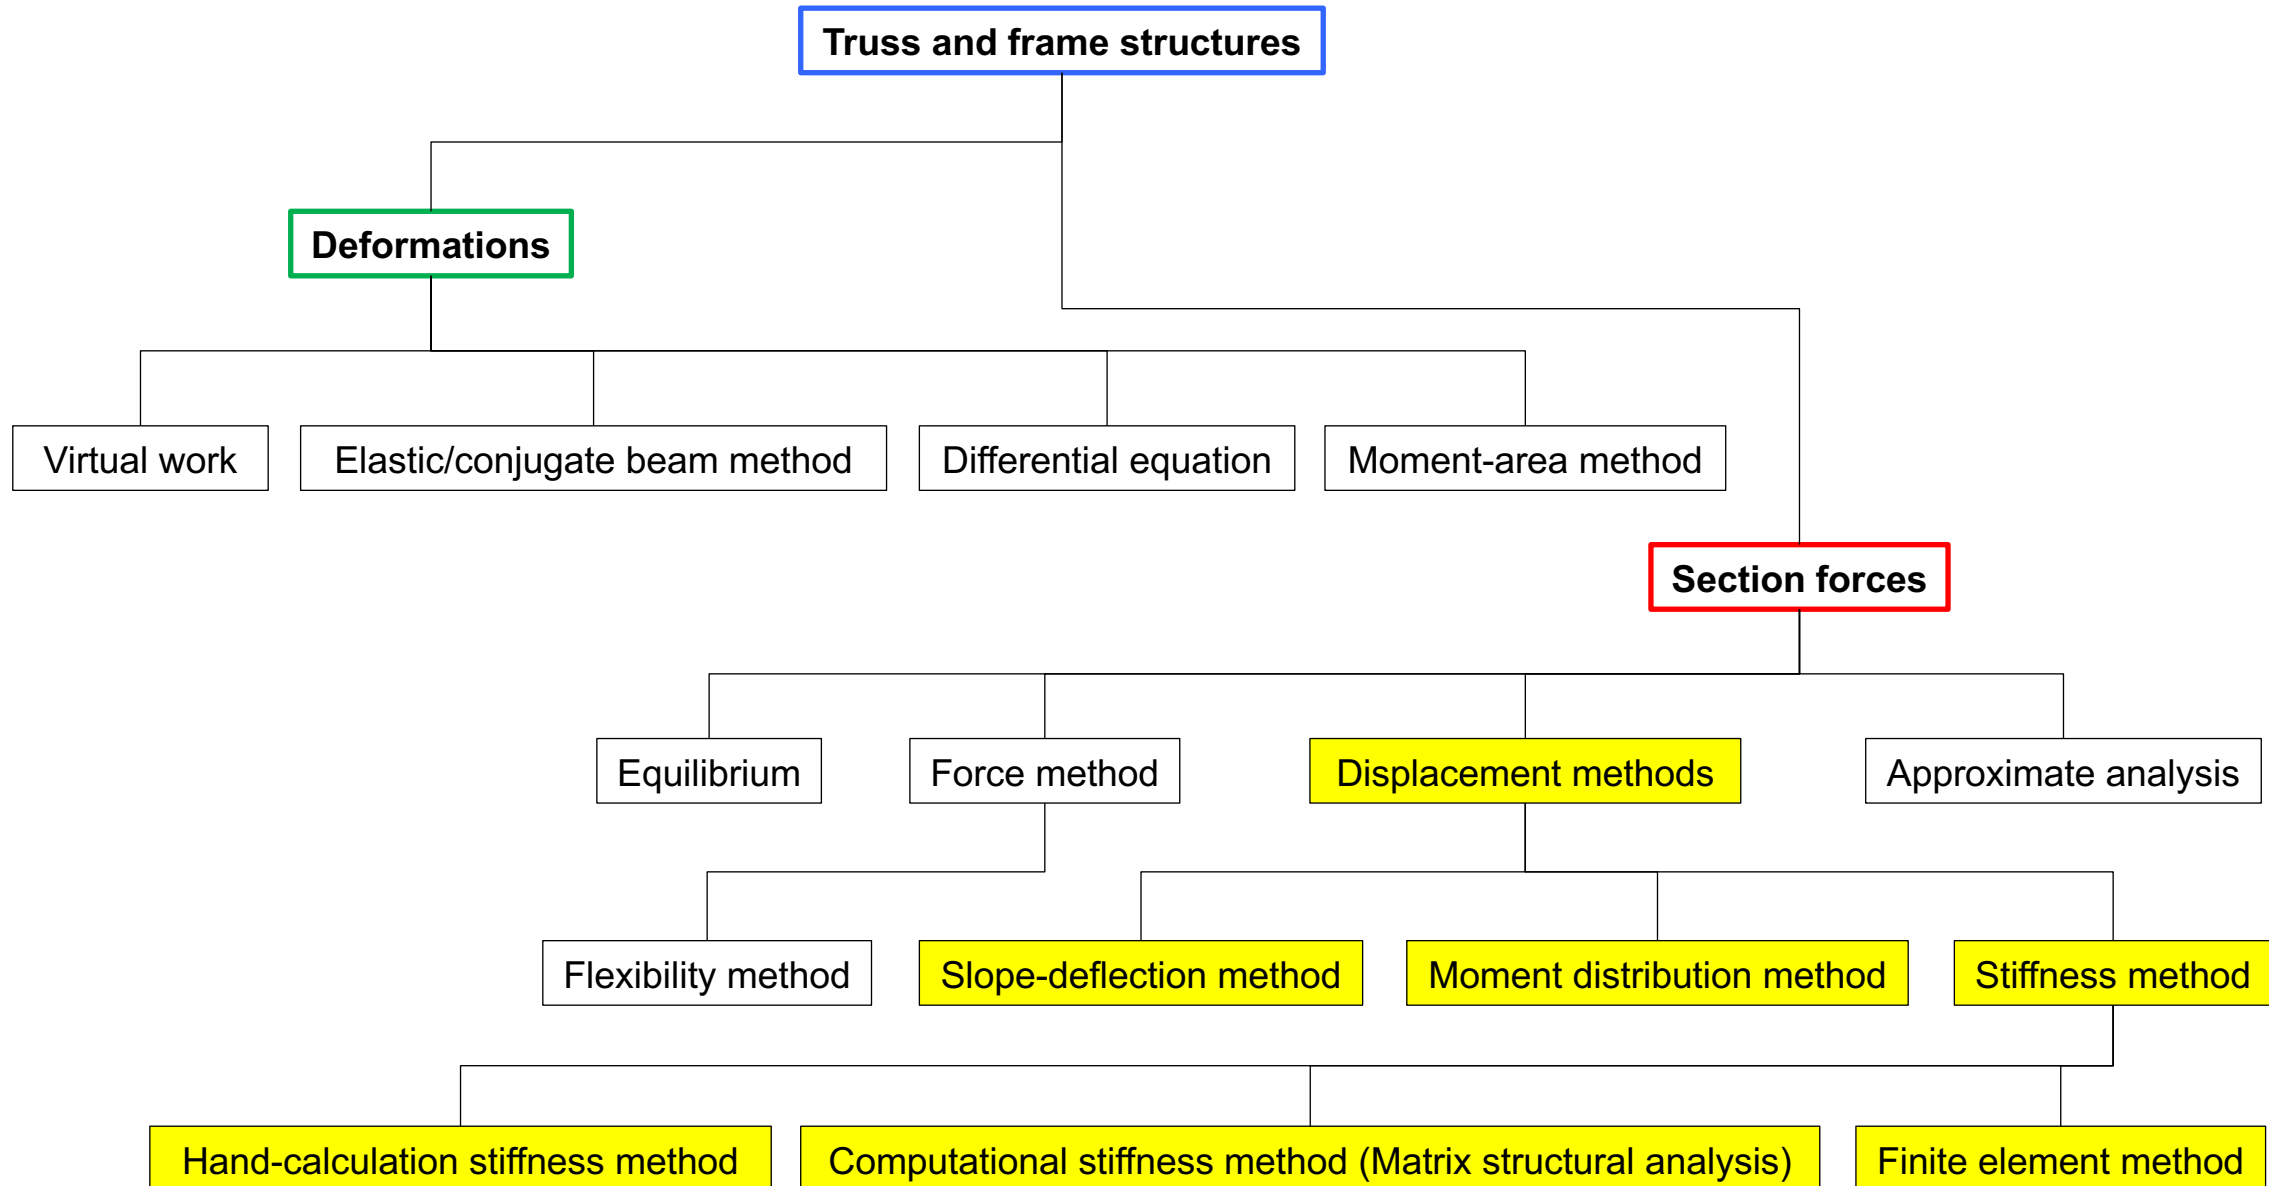 Truss and frame structures
Deformations
Virtual work
Elastic/conjugate beam method
Differential equation
Moment-area method
Section forces
Equilibrium
Force method
Displacement methods
Approximate analysis
Flexibility method
Slope-deflection method
Moment distribution method
Stiffness method
Hand-calculation stiffness method
Computational stiffness method (Matrix structural analysis)
Finite element method